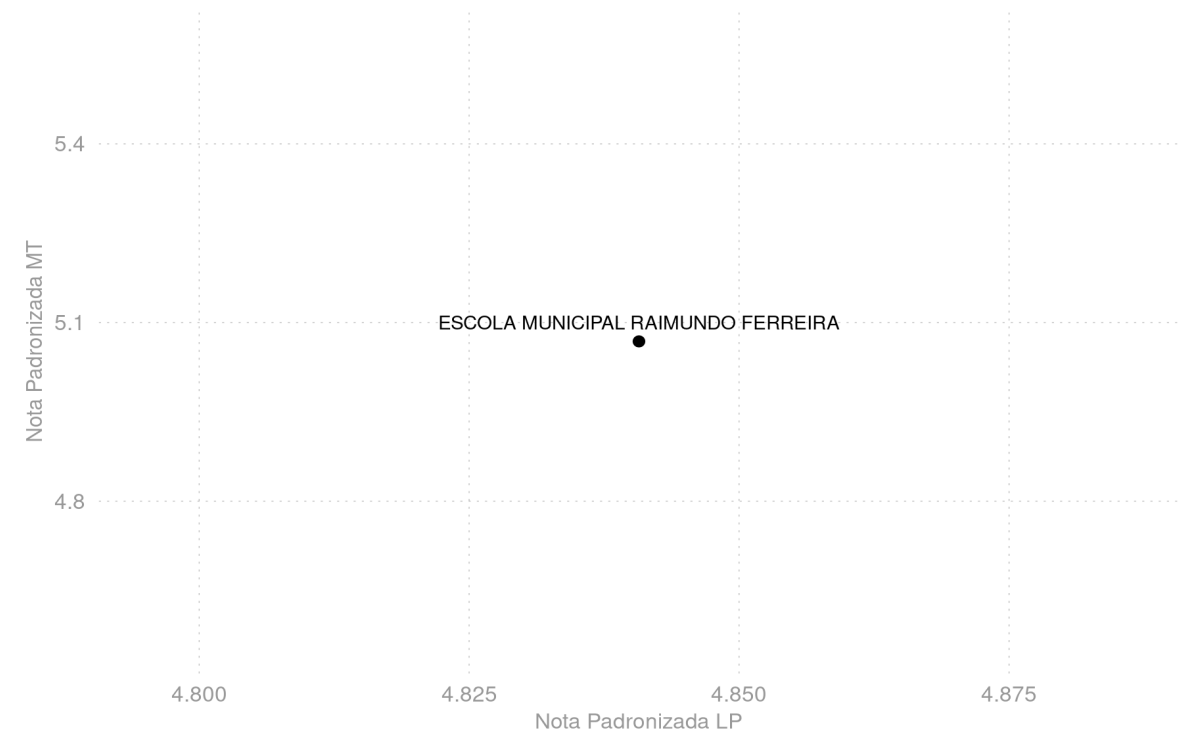 5.4
5.1
4.8
Nota Padronizada MT
ESCOLA MUNICIPAL RAIMUNDO FERREIRA
4.800 4.825 4.850 4.875
Nota Padronizada LP